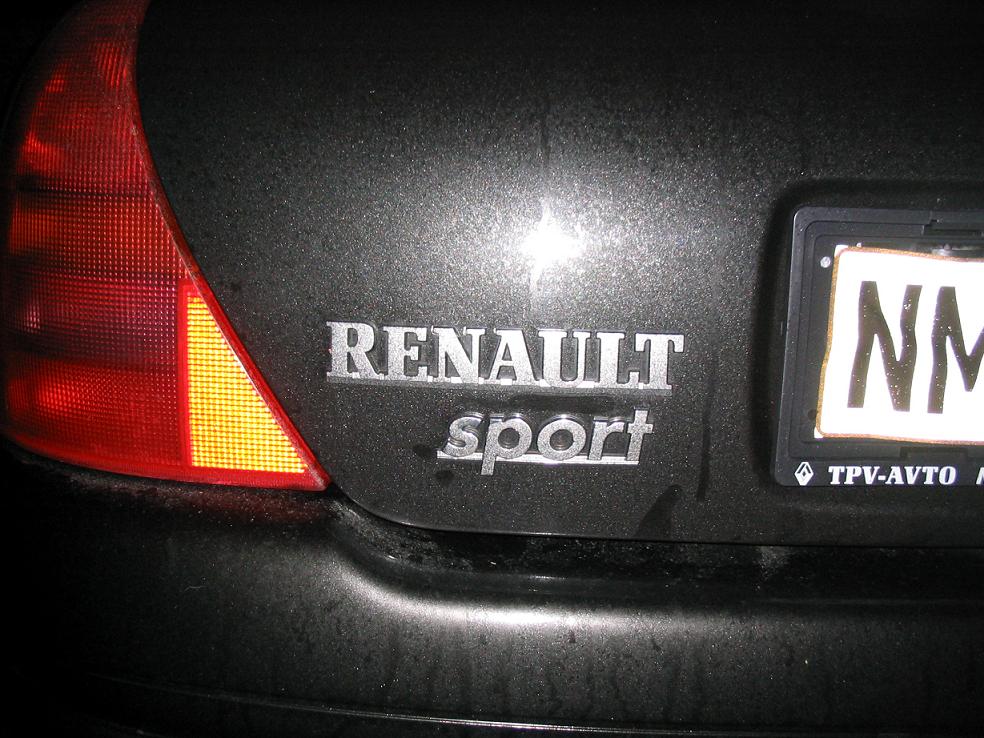 RENAULT
sport
NM
TPV-AVTO